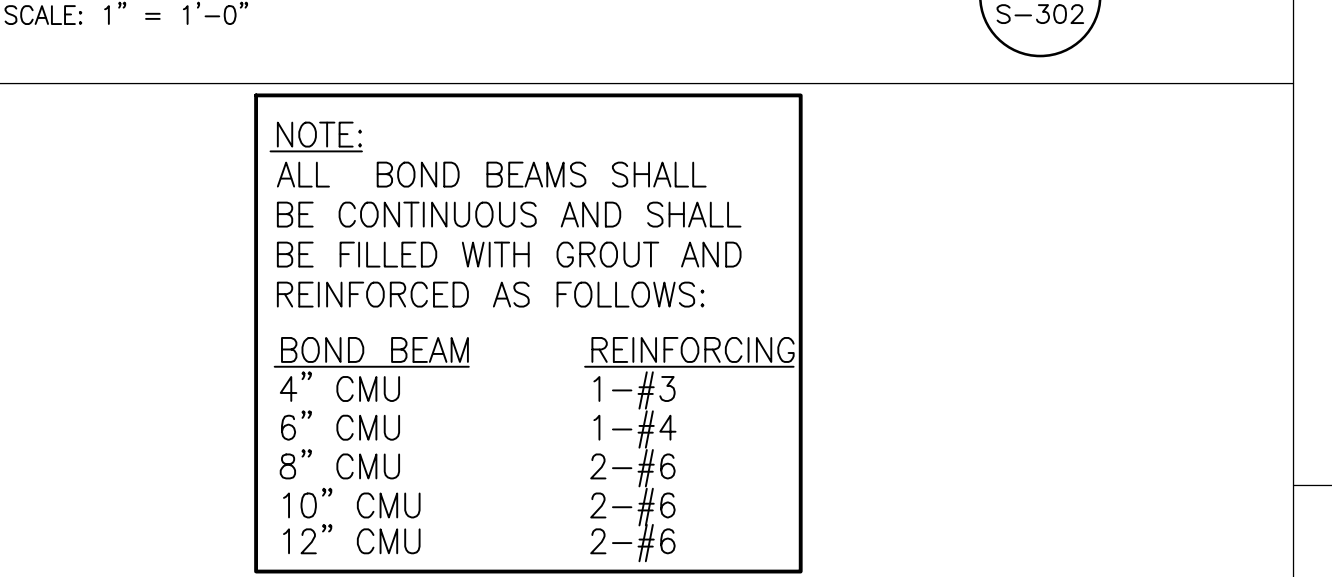 SCALE: 1" = 1'-0"
S-302
NOTE:
ALL BOND BEAMS SHALL
BE CONTINUOUS AND SHALL
BE FILLED WITH GROUT AND
REINFORCED AS FOLLOWS:
BOND BEAM REINFORCING
4" CMU 1-#3
6" CMU 1-#4
8" CMU 2-#6
10" CMU 2-#6
12" CMU 2-#6